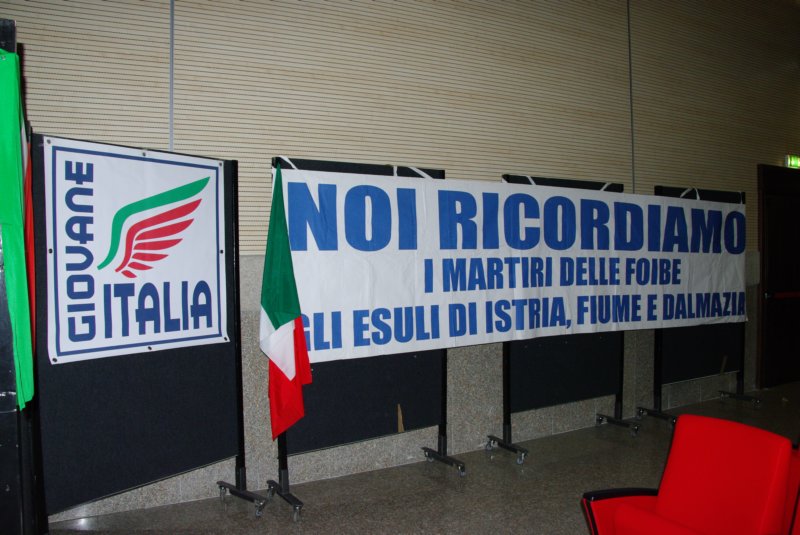 GIOVANE
ITALIA
NOI RICORDIAMO
I MARTIRI DELLE FOIBE
GLI ESULI DI ISTRIA, FIUME E DALMAZIA